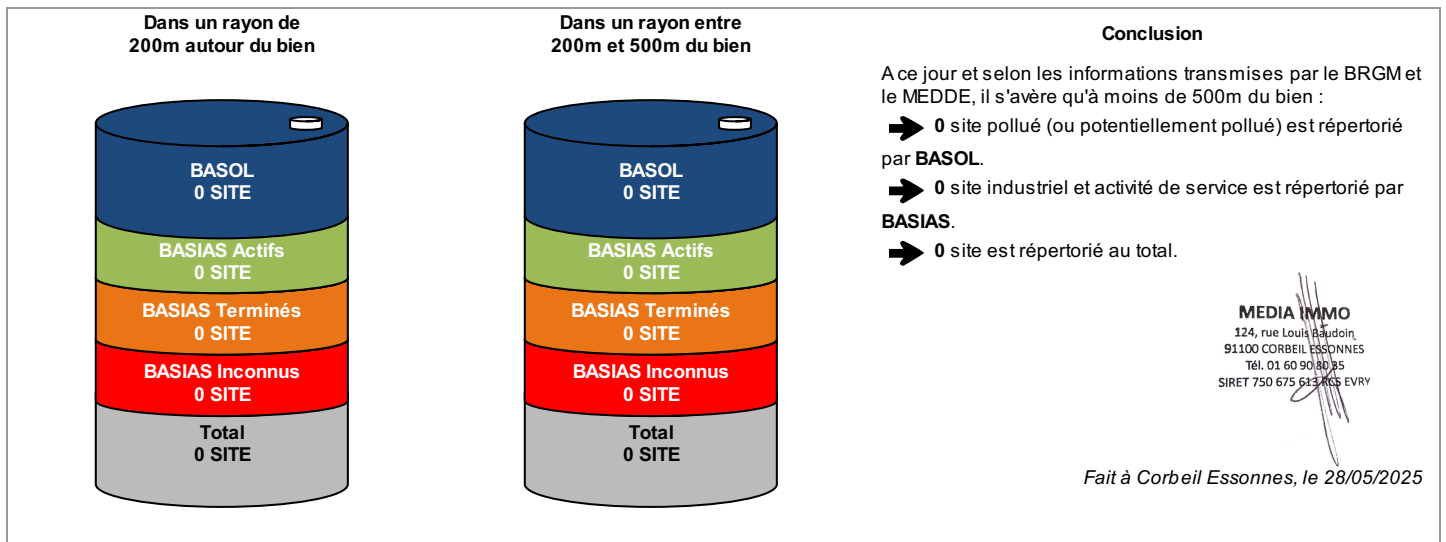 Dans un rayon de
200m autour du bien
BASOL
0 SITE
BASIAS Actifs
0 SITE
BASIAS Terminés
0 SITE
BASIAS Inconnus
0 SITE
Total
0 SITE
Dans un rayon entre
200m et 500m du bien
BASOL
0 SITE
BASIAS Actifs
0 SITE
BASIAS Terminés
0 SITE
BASIAS Inconnus
0 SITE
Total
0 SITE
Conclusion
A ce jour et selon les informations transmises par le BRGM et
le MEDDE, il s'avère qu'à moins de 500m du bien :
0 site pollué (ou potentiellement pollué) est répertorié
par BASOL.
0 site industriel et activité de service est répertorié par
BASIAS.
0 site est répertorié au total.
MEDIA IMMO
124, rue Louis Baudoin
91100 CORBEIL ESSONNES
Tél. 01 60 90 80 85
SIRET 750 675 613 RCS EVRY
Fait à Corbeil Essonnes, le 28/05/2025